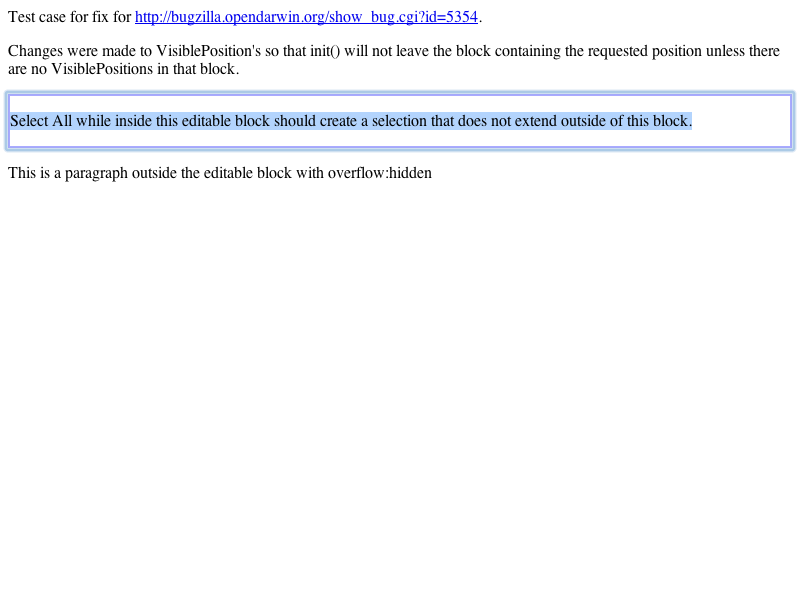 Test case for fix for http://bugzilla.opendarwin.org/show_bug.cgi?id=5354.
Changes were made to VisiblePosition's so that init() will not leave the block containing the requested position unless there
are no VisiblePositions in that block.
Select All while inside this editable block should create a selection that does not extend outside of this block.
This is a paragraph outside the editable block with overflow:hidden